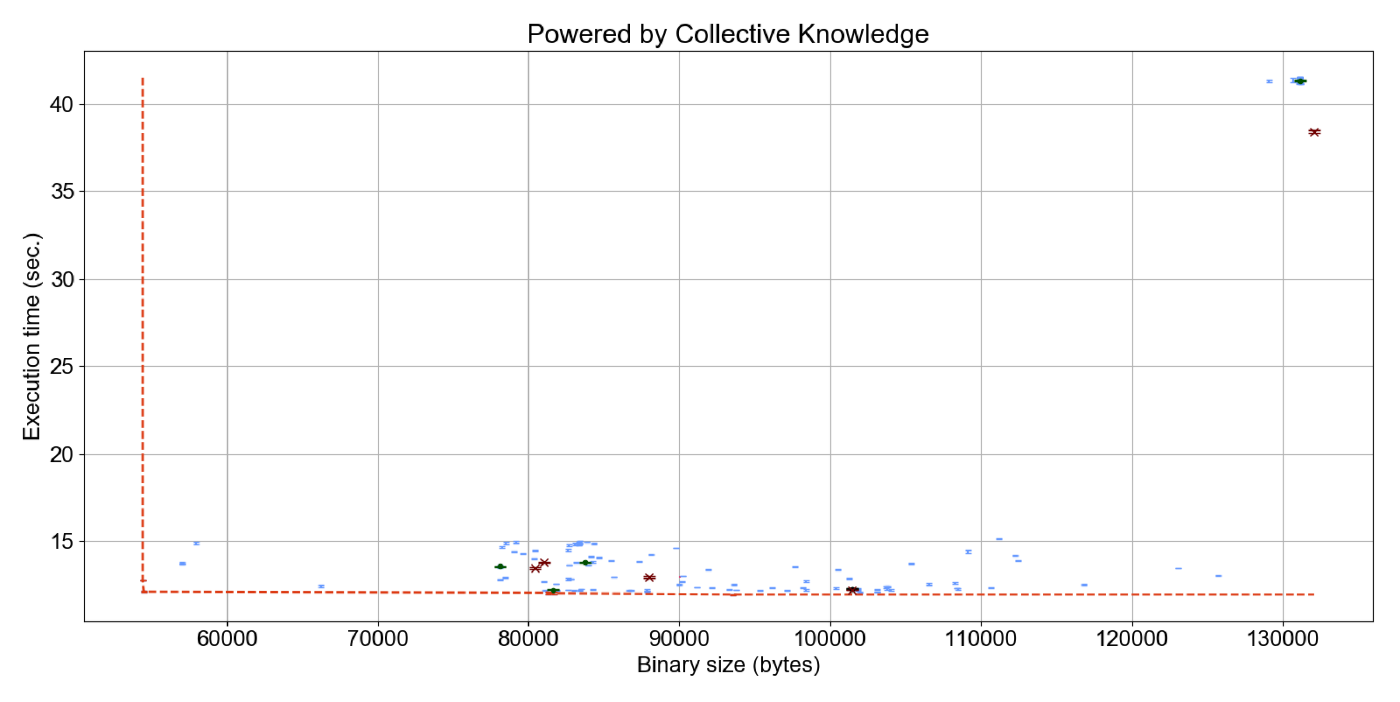 Powered by Collective Knowledge
Execution time (sec.)
40
35
30
25
20
15
60000 70000 80000 90000 100000 110000 120000 130000
Binary size (bytes)